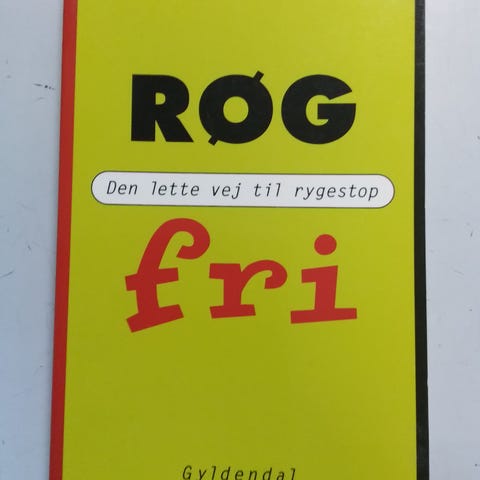 RØG
Den lette vej til rygestop
fri
Gyldendal